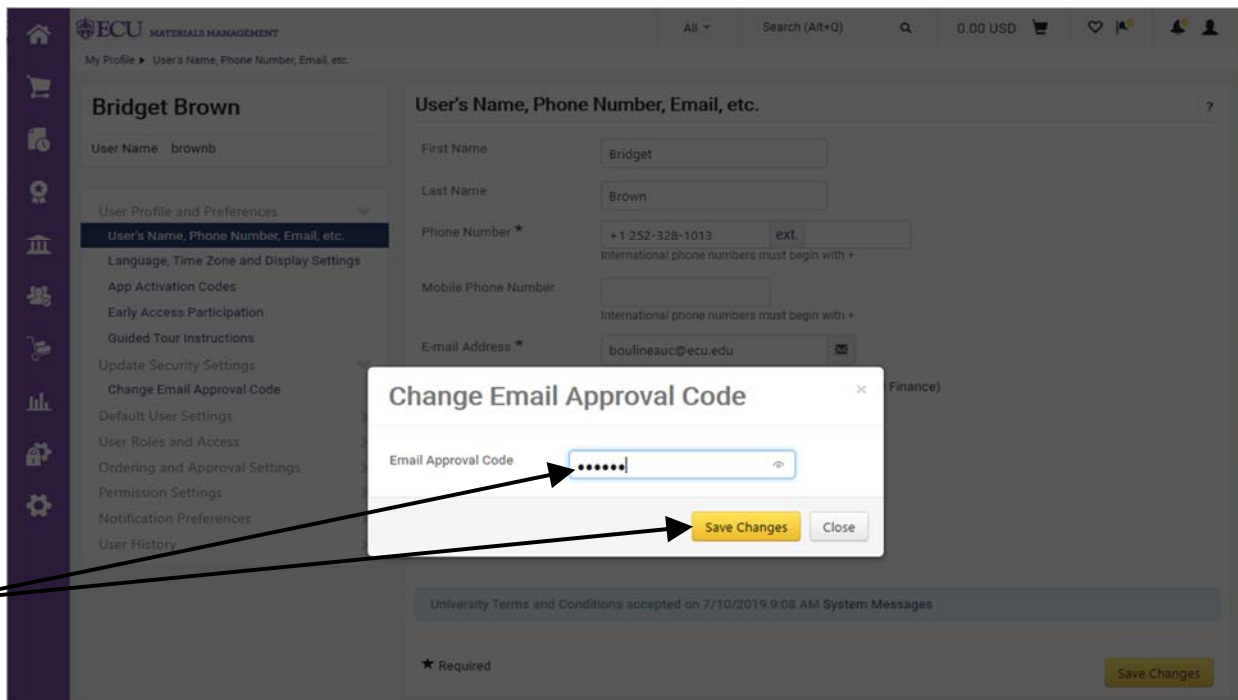 ECU MATERIALS MANAGEMENT
All Search (Alt+Q) 0.00 USD
My Profile ▸ User's Name, Phone Number, Email, etc.
Bridget Brown
User Name brownb
User Profile and Preferences
User's Name, Phone Number, Email, etc.
Language, Time Zone and Display Settings
App Activation Codes
Early Access Participation
Guided Tour Instructions
Update Security Settings
Change Email Approval Code
Default User Settings
User Roles and Access
Ordering and Approval Settings
Permission Settings
Notification Preferences
User History
User's Name, Phone Number, Email, etc. ?
First Name Bridget
Last Name Brown
Phone Number ★ +1 252-328-1013 ext.
International phone numbers must begin with +
Mobile Phone Number
International phone numbers must begin with +
E-mail Address ★ boulineauc@ecu.edu
Finance)
Change Email Approval Code ×
Email Approval Code ••••••
Save Changes Close
University Terms and Conditions accepted on 7/10/2019 9:08 AM System Messages
★ Required Save Changes